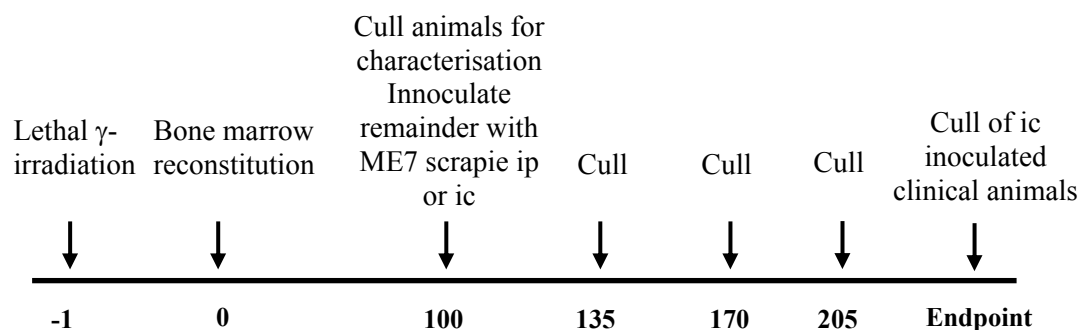 Lethal γ-
irradiation
Bone marrow
reconstitution
Cull animals for
characterisation
Innoculate
remainder with
ME7 scrapie ip
or ic
Cull
Cull
Cull
Cull of ic
inoculated
clinical animals
-1
0
100
135
170
205
Endpoint